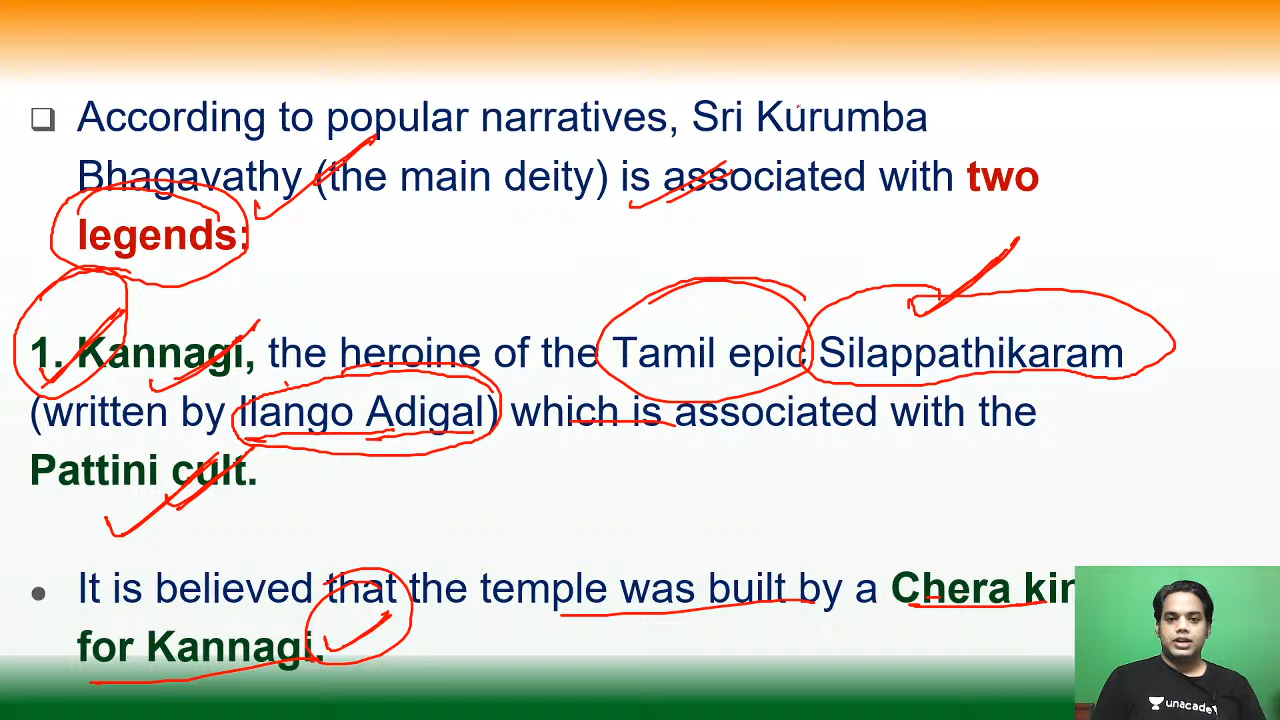 According to popular narratives, Sri Kurumba
Bhagavathy (the main deity) is associated with two
legends:
1. Kannagi, the heroine of the Tamil epic Silappathikaram
(written by Ilango Adigal) which is associated with the
Pattini cult.
It is believed that the temple was built by a Chera kin
for Kannagi.
unacade